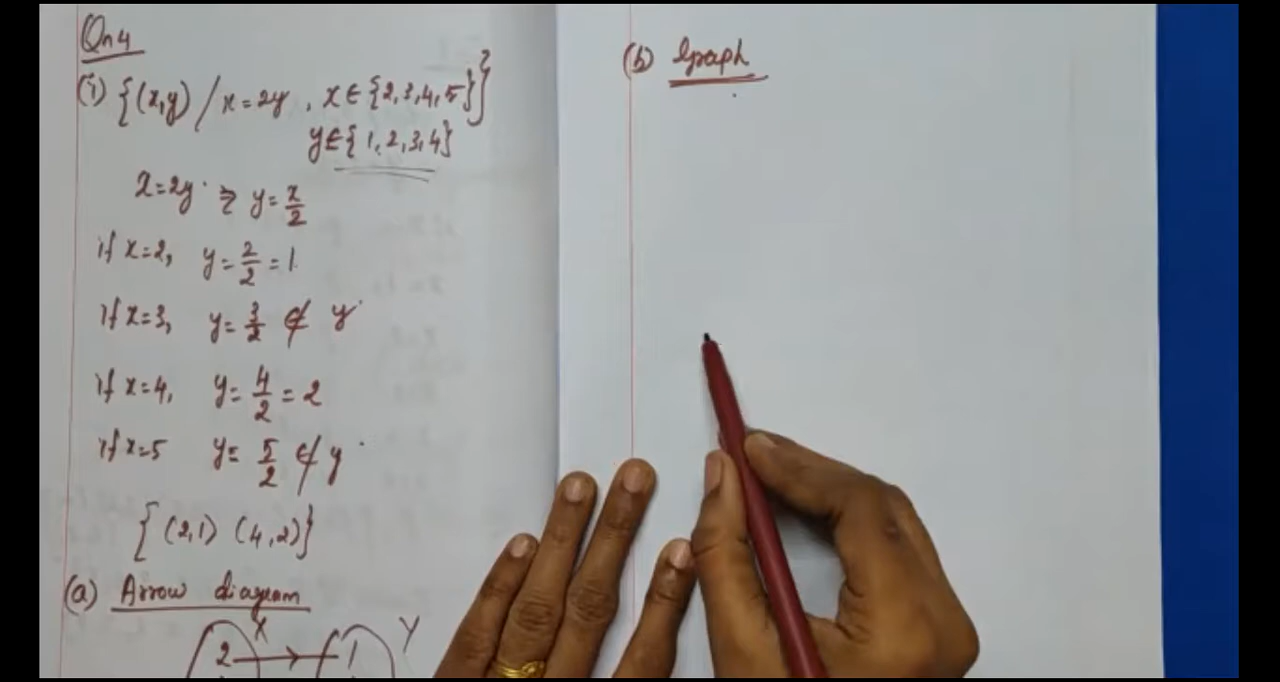 Qn4
(i) {(x,y) / x=2y , x∈{2,3,4,5}}
y∈{1,2,3,4}
x=2y ⇒ y=x/2
if x=2, y=2/2=1
if x=3, y=3/2 ∉ y
if x=4, y=4/2=2
if x=5 y=5/2 ∉ y
{(2,1) (4,2)}
(a) Arrow diagram
X Y
2 1
(b) Graph